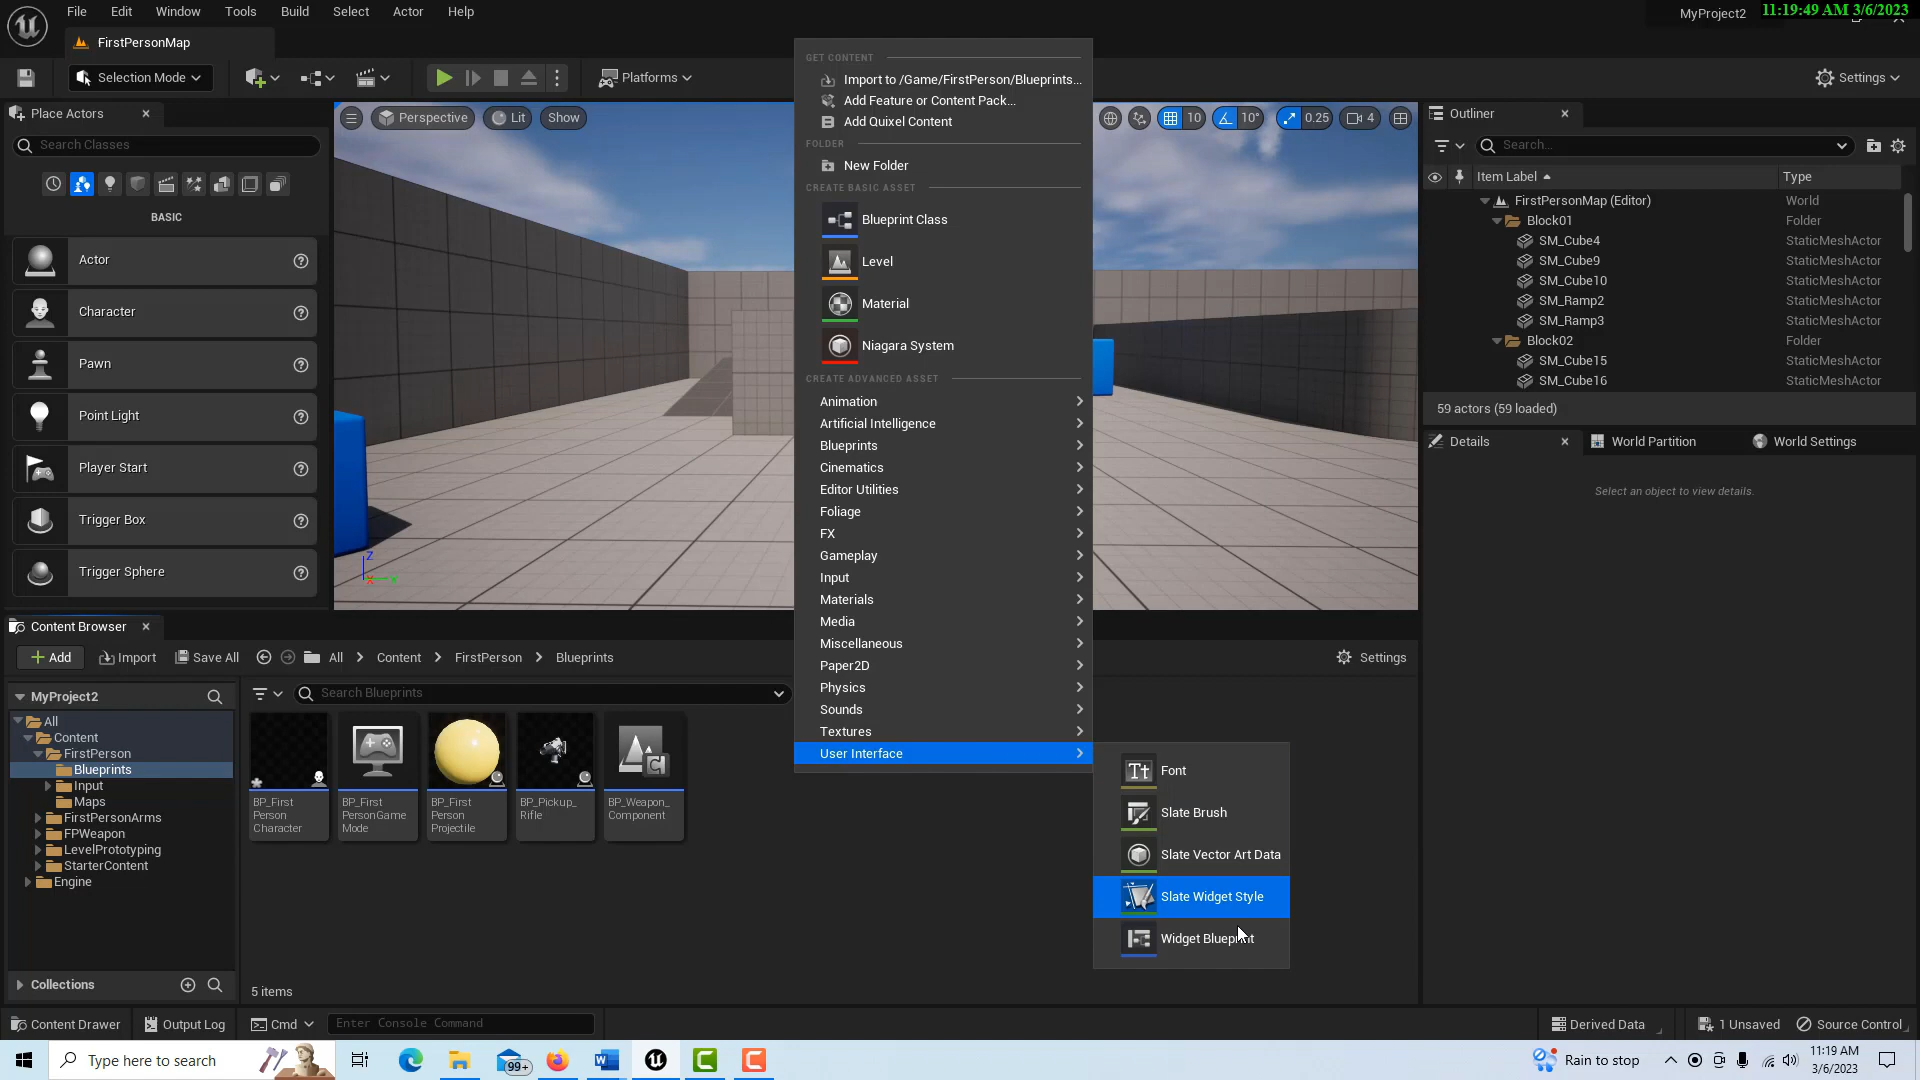 File Edit Window Tools Build Select Actor Help
MyProject2
11:19:49 AM 3/6/2023
FirstPersonMap
Selection Mode
Platforms
Settings
Place Actors
Search Classes
BASIC
Actor
Character
Pawn
Point Light
Player Start
Trigger Box
Trigger Sphere
Perspective Lit Show
10 10° 0.25 4
GET CONTENT
Import to /Game/FirstPerson/Blueprints...
Add Feature or Content Pack...
Add Quixel Content
FOLDER
New Folder
CREATE BASIC ASSET
Blueprint Class
Level
Material
Niagara System
CREATE ADVANCED ASSET
Animation
Artificial Intelligence
Blueprints
Cinematics
Editor Utilities
Foliage
FX
Gameplay
Input
Materials
Media
Miscellaneous
Paper2D
Physics
Sounds
Textures
User Interface
Font
Slate Brush
Slate Vector Art Data
Slate Widget Style
Widget Blueprint
Outliner
Search...
Item Label Type
FirstPersonMap (Editor) World
Block01 Folder
SM_Cube4 StaticMeshActor
SM_Cube9 StaticMeshActor
SM_Cube10 StaticMeshActor
SM_Ramp2 StaticMeshActor
SM_Ramp3 StaticMeshActor
Block02 Folder
SM_Cube15 StaticMeshActor
SM_Cube16 StaticMeshActor
59 actors (59 loaded)
Details World Partition World Settings
Select an object to view details.
Z
X
Content Browser
Add Import Save All All Content FirstPerson Blueprints
Settings
MyProject2
All
Content
FirstPerson
Blueprints
Input
Maps
FirstPersonArms
FPWeapon
LevelPrototyping
StarterContent
Engine
Collections
Search Blueprints
BP_First
Person
Character
BP_First
PersonGame
Mode
BP_First
Person
Projectile
BP_Pickup_
Rifle
BP_Weapon_
Component
5 items
Content Drawer Output Log Cmd Enter Console Command
Derived Data 1 Unsaved Source Control
Type here to search
99+
Rain to stop
11:19 AM
3/6/2023